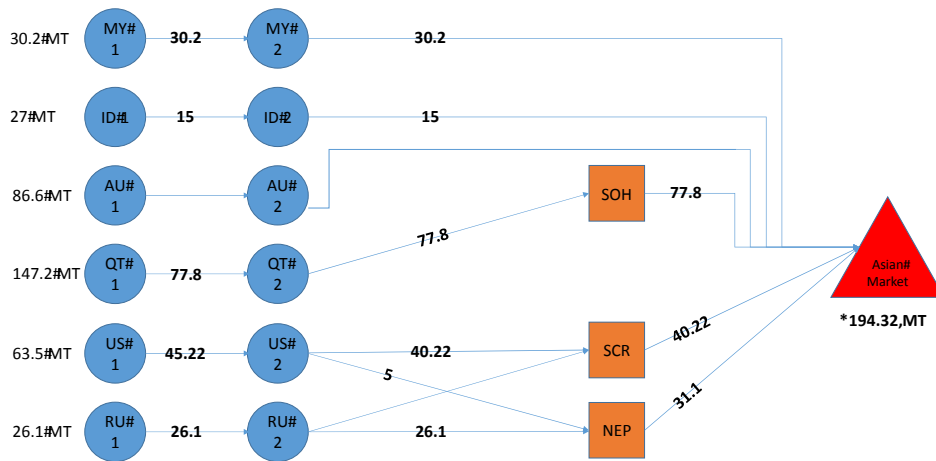 30.2#MT
MY#
1
30.2
MY#
2
30.2
27#MT
ID#1
15
ID#2
15
86.6#MT
AU#
1
AU#
2
SOH
77.8
147.2#MT
QT#
1
77.8
QT#
2
77.8
Asian#
Market
*194.32,MT
63.5#MT
US#
1
45.22
US#
2
40.22
5
SCR
40.22
26.1#MT
RU#
1
26.1
RU#
2
26.1
NEP
31.1